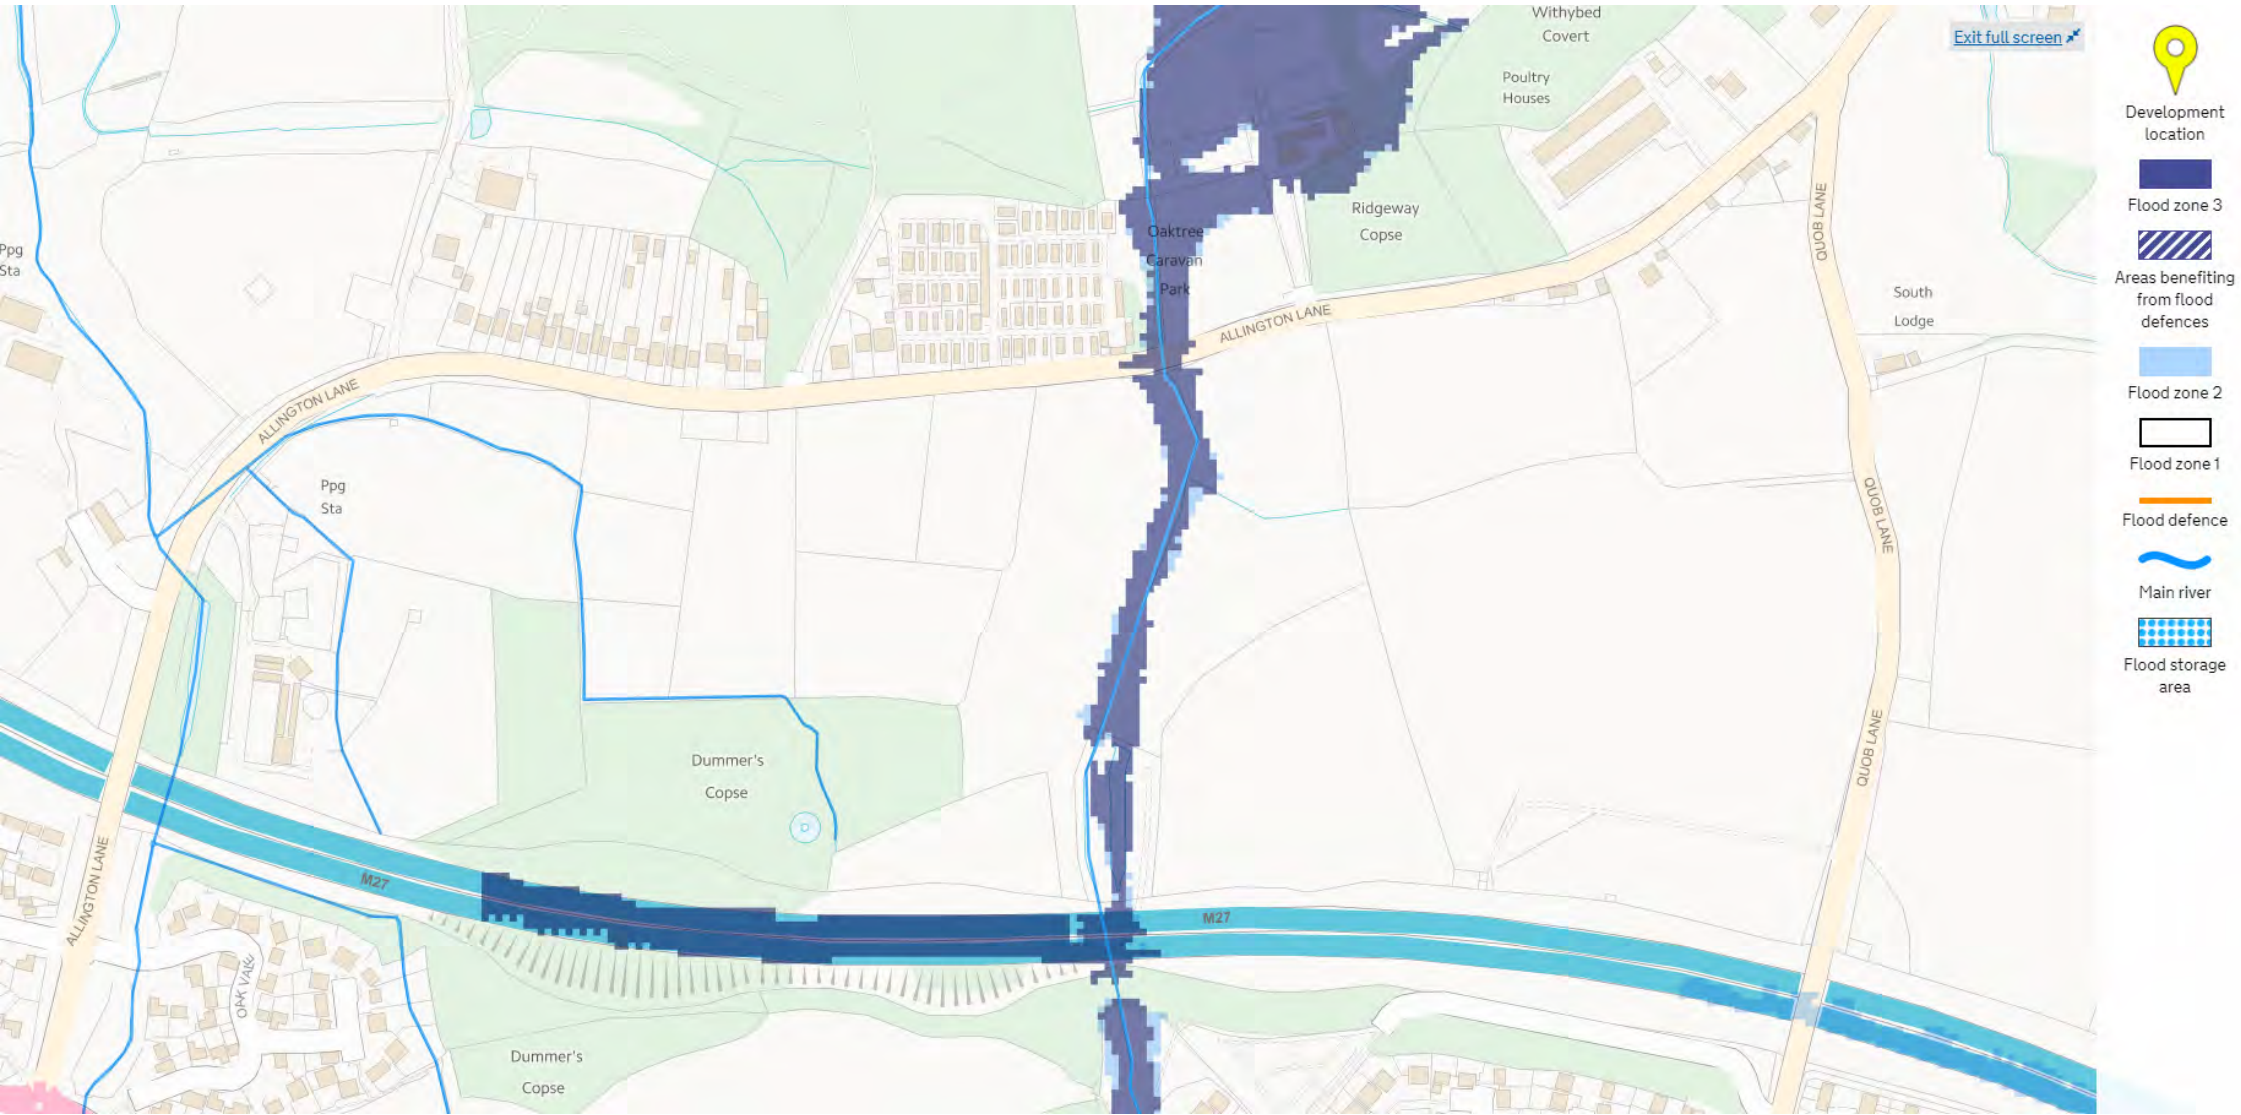 Withybed
Covert
Exit full screen
Poultry
Houses
Development
location
Flood zone 3
QUOB LANE
Ridgeway
Copse
Oaktree
Caravan
Park
Ppg
Sta
Areas benefiting
from flood
defences
South
Lodge
ALLINGTON LANE
Flood zone 2
ALLINGTON LANE
Flood zone 1
Ppg
Sta
QUOB LANE
Flood defence
Main river
Flood storage
area
QUOB LANE
Dummer's
Copse
M27
ALLINGTON LANE
M27
OAK VALE
Dummer's
Copse